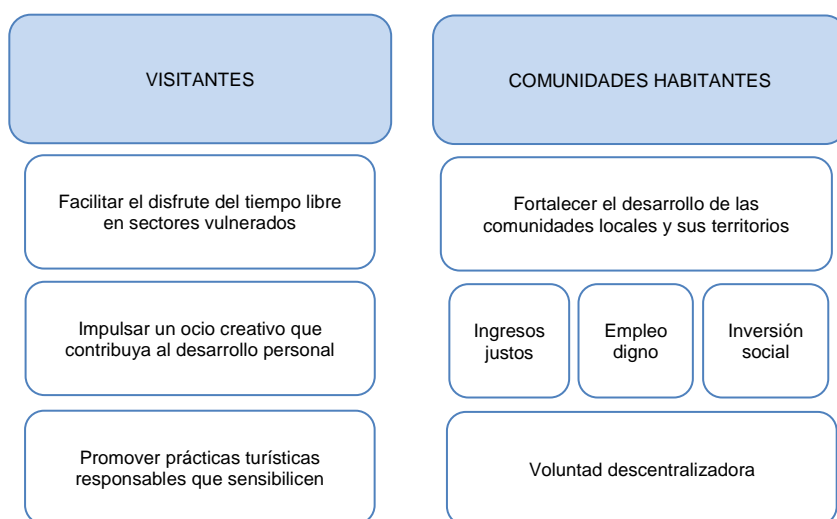 VISITANTES
Facilitar el disfrute del tiempo libre
en sectores vulnerados
Impulsar un ocio creativo que
contribuya al desarrollo personal
Promover prácticas turísticas
responsables que sensibilicen
COMUNIDADES HABITANTES
Fortalecer el desarrollo de las
comunidades locales y sus territorios
Ingresos
justos
Empleo
digno
Inversión
social
Voluntad descentralizadora